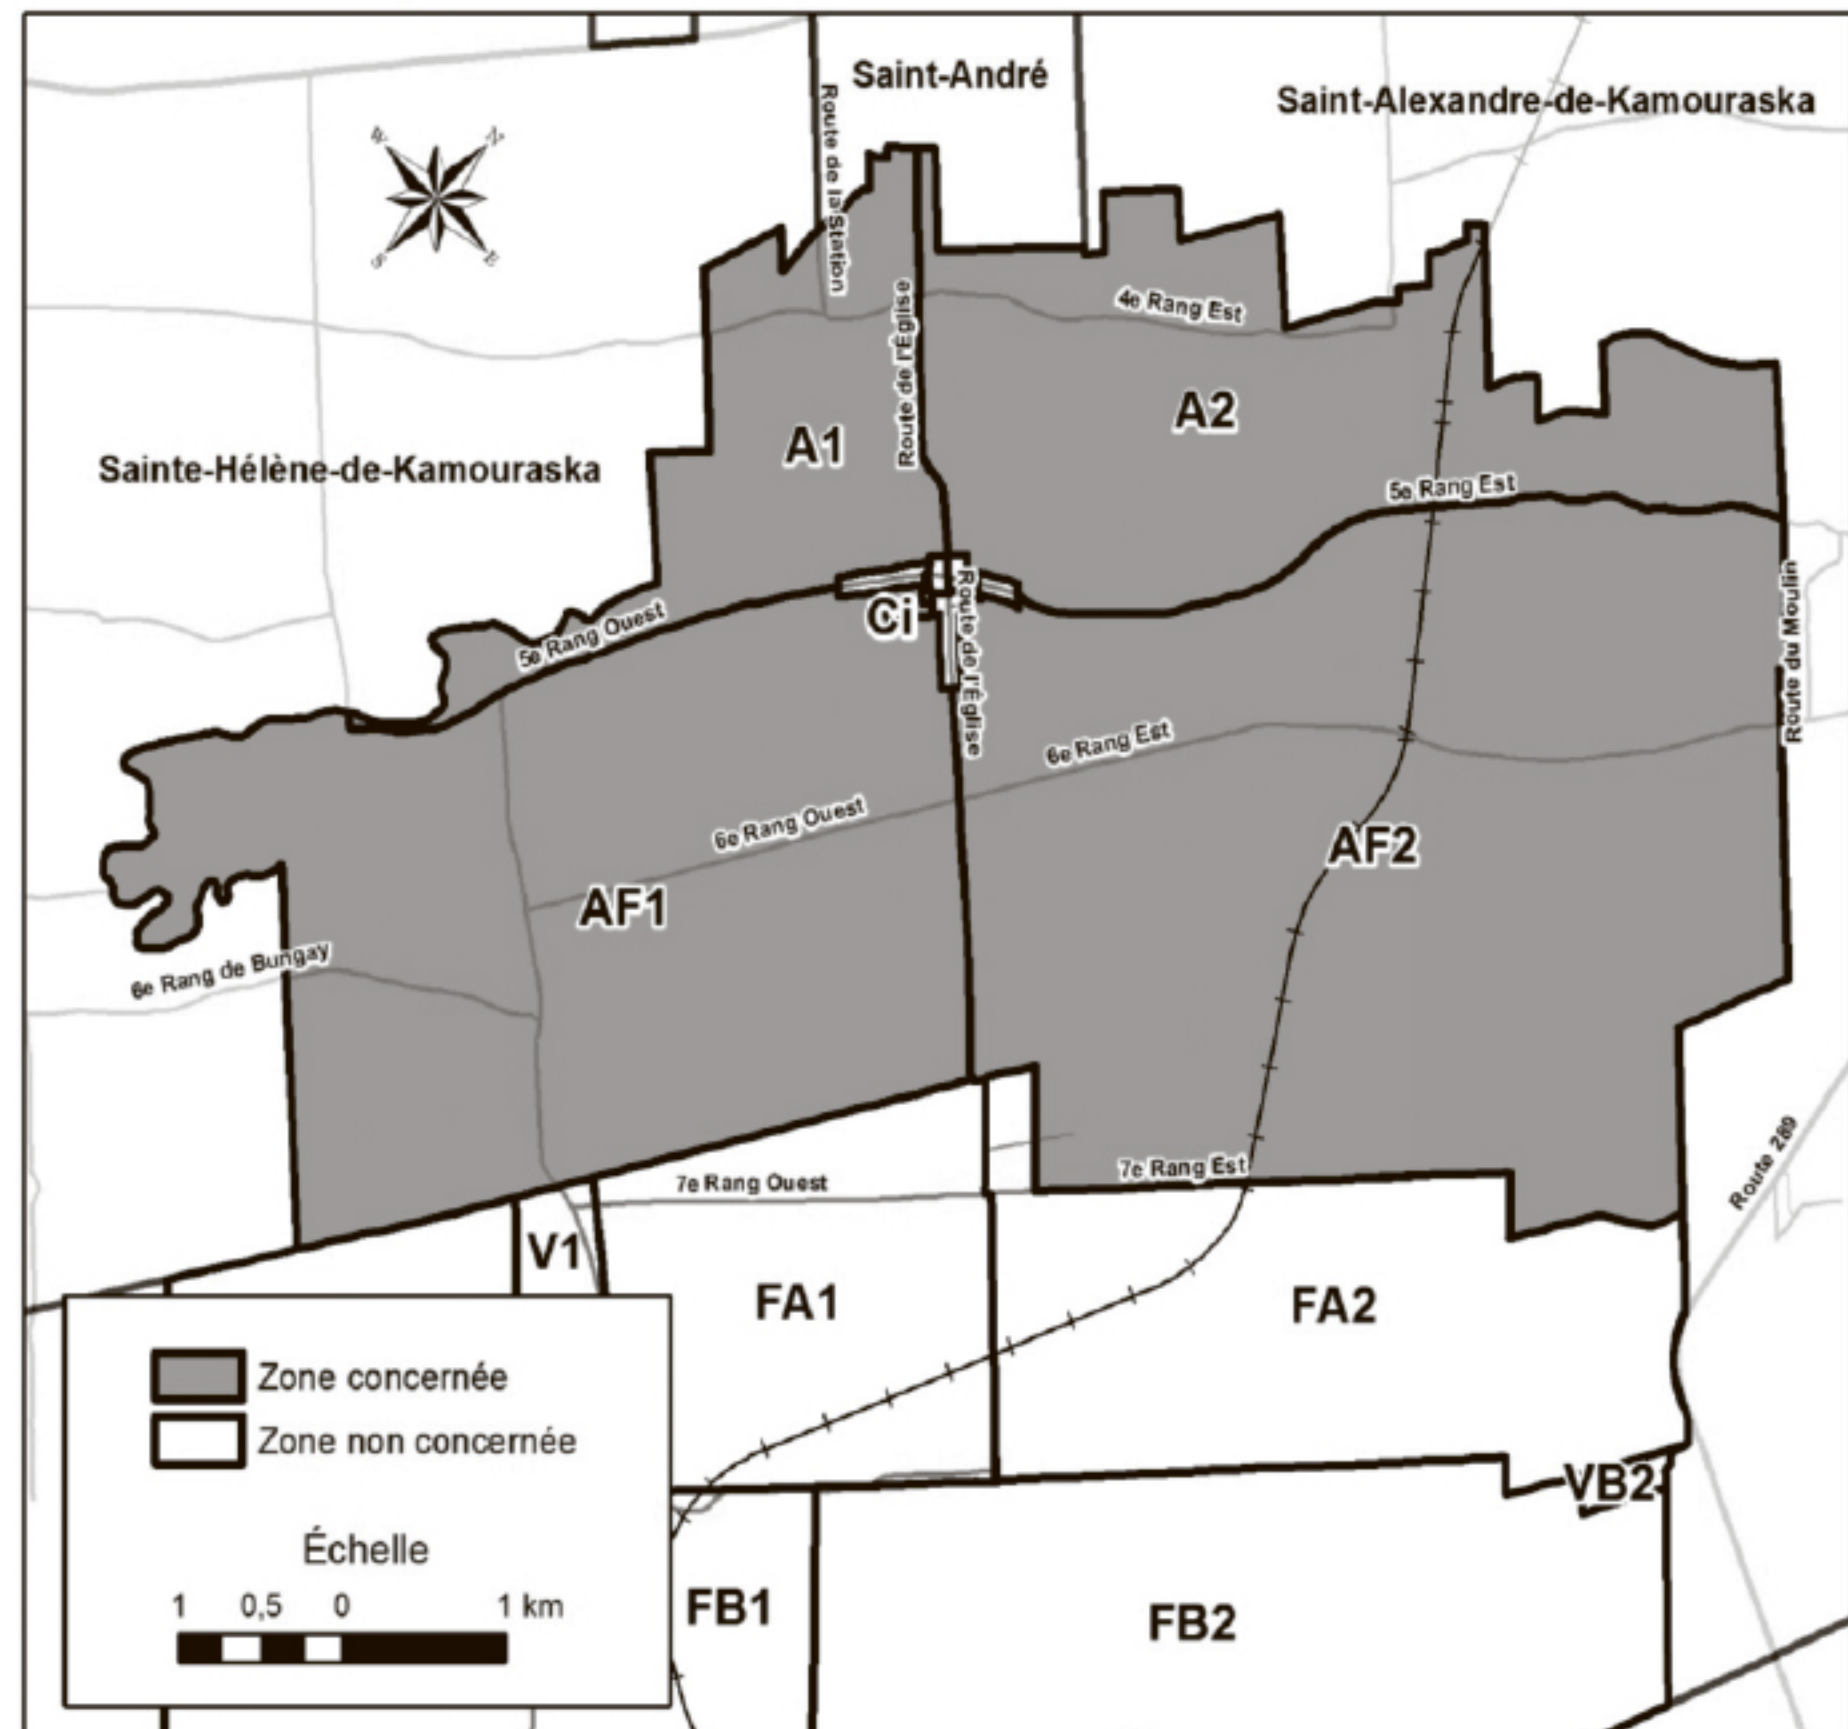 Saint-André
Saint-Alexandre-de-Kamouraska
Route de la Station
N
W
S
E
4e Rang Est
Route de l'Église
A2
A1
Sainte-Hélène-de-Kamouraska
5e Rang Est
5e Rang Ouest
Ci
Route de l'Église
Route du Moulin
6e Rang Est
6e Rang Ouest
AF2
AF1
6e Rang de Bungay
7e Rang Est
7e Rang Ouest
Route 289
V1
FA1
FA2
VB2
FB1
FB2
Zone concernée
Zone non concernée
Échelle
1 0,5 0 1 km